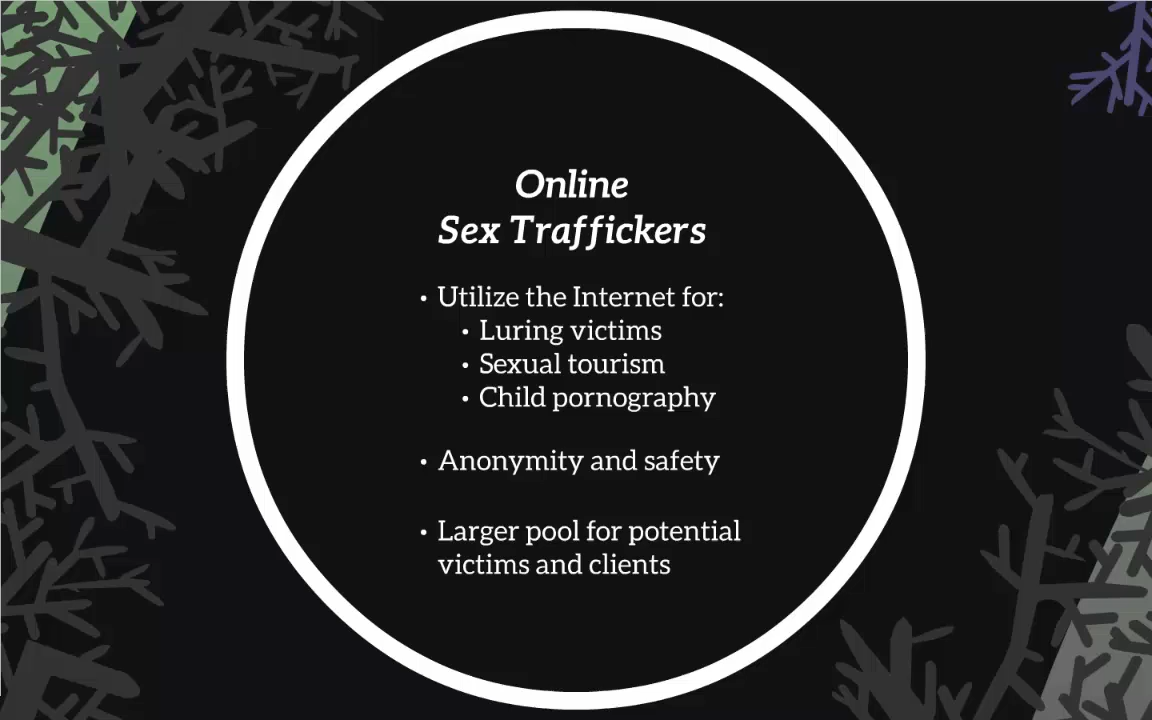 Online
Sex Traffickers
• Utilize the Internet for:
• Luring victims
• Sexual tourism
• Child pornography
• Anonymity and safety
• Larger pool for potential
victims and clients